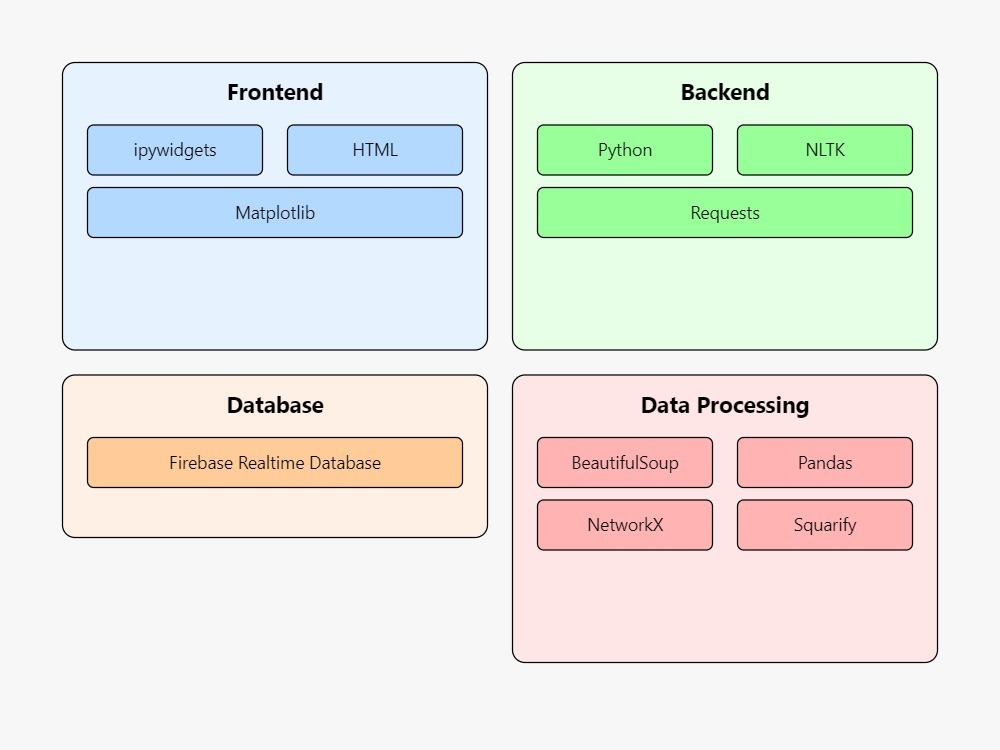 Frontend
ipywidgets
HTML
Matplotlib
Backend
Python
NLTK
Requests
Database
Firebase Realtime Database
Data Processing
BeautifulSoup
Pandas
NetworkX
Squarify